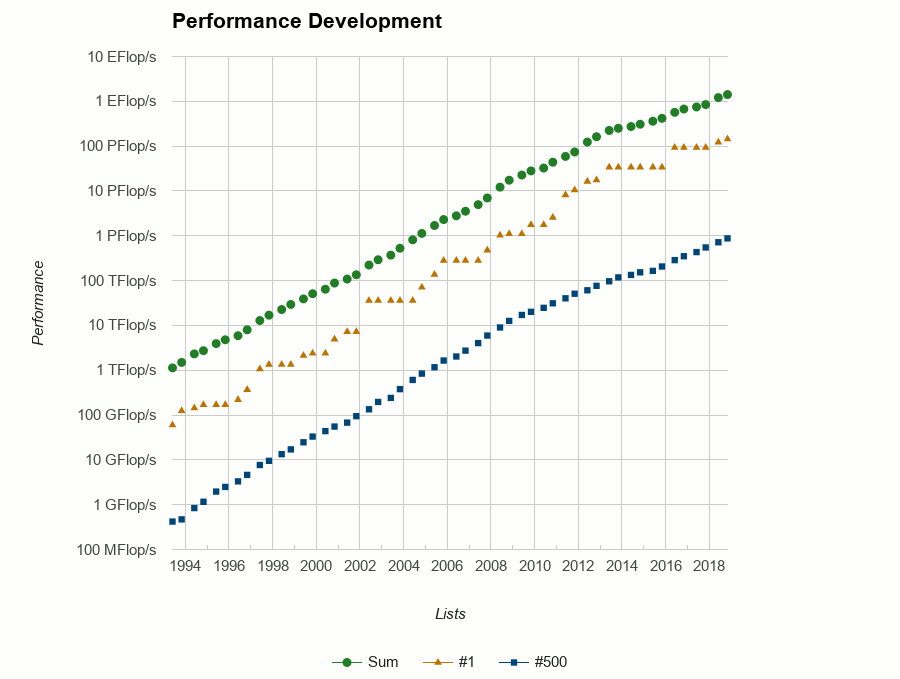 Performance Development
10 EFlop/s
1 EFlop/s
100 PFlop/s
10 PFlop/s
1 PFlop/s
100 TFlop/s
10 TFlop/s
1 TFlop/s
100 GFlop/s
10 GFlop/s
1 GFlop/s
100 MFlop/s
Performance
1994 1996 1998 2000 2002 2004 2006 2008 2010 2012 2014 2016 2018
Lists
Sum #1 #500